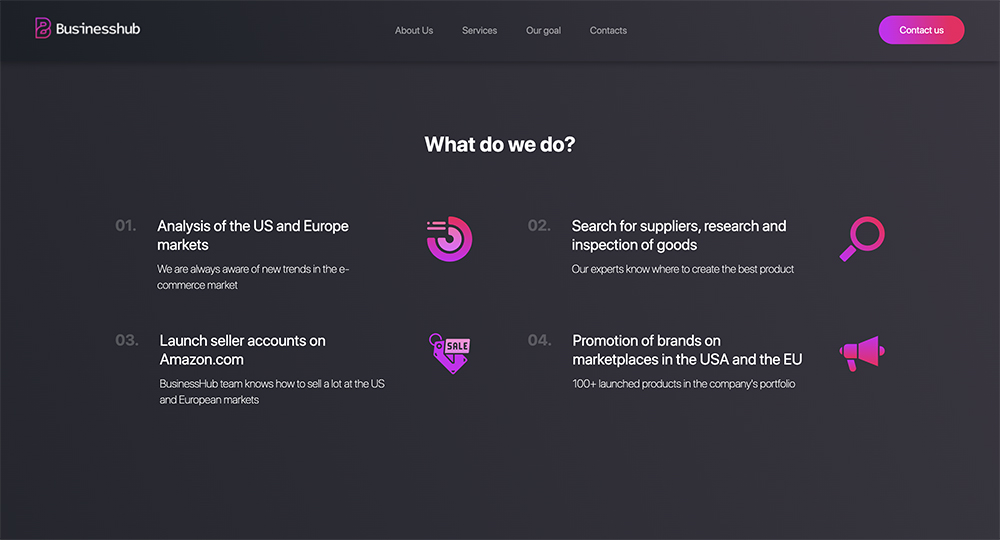 Businesshub
About Us
Services
Our goal
Contacts
Contact us
What do we do?
01.
Analysis of the US and Europe
markets
We are always aware of new trends in the e-
commerce market
02.
Search for suppliers, research and
inspection of goods
Our experts know where to create the best product
03.
Launch seller accounts on
Amazon.com
BusinessHub team knows how to sell a lot at the US
and European markets
SALE
04.
Promotion of brands on
marketplaces in the USA and the EU
100+ launched products in the company's portfolio